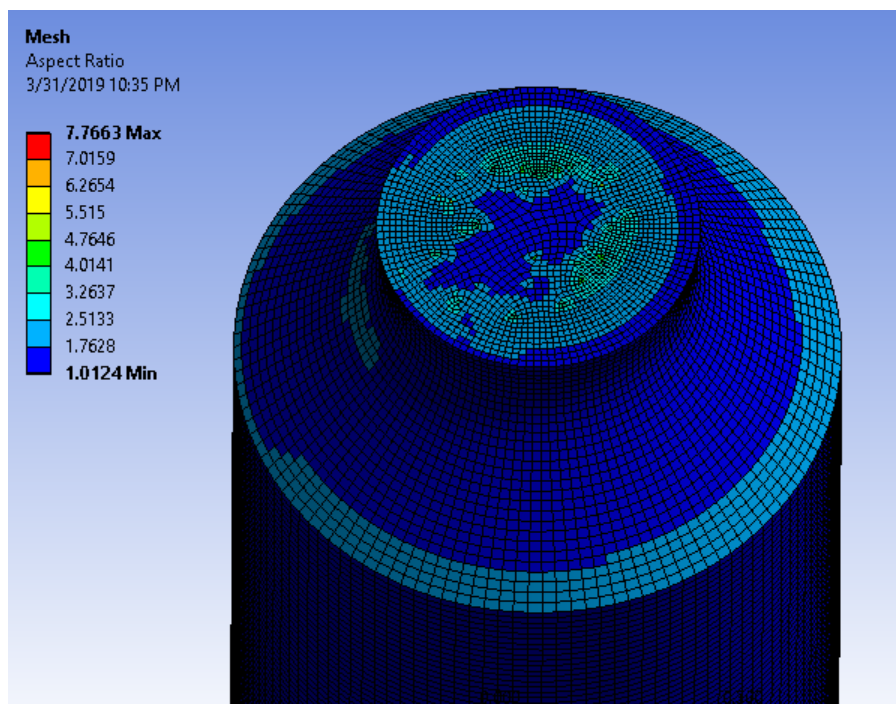 Mesh
Aspect Ratio
3/31/2019 10:35 PM
7.7663 Max
7.0159
6.2654
5.515
4.7646
4.0141
3.2637
2.5133
1.7628
1.0124 Min